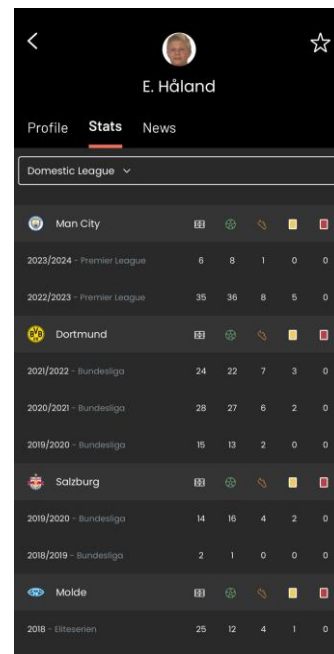 E. Håland
Profile Stats News
Domestic League
Man City
2023/2024 - Premier League 6 8 1 0 0
2022/2023 - Premier League 35 36 8 5 0
Dortmund
2021/2022 - Bundesliga 24 22 7 3 0
2020/2021 - Bundesliga 28 27 6 2 0
2019/2020 - Bundesliga 15 13 2 0 0
Salzburg
2019/2020 - Bundesliga 14 16 4 2 0
2018/2019 - Bundesliga 2 1 0 0 0
Molde
2018 - Eliteserien 25 12 4 1 0